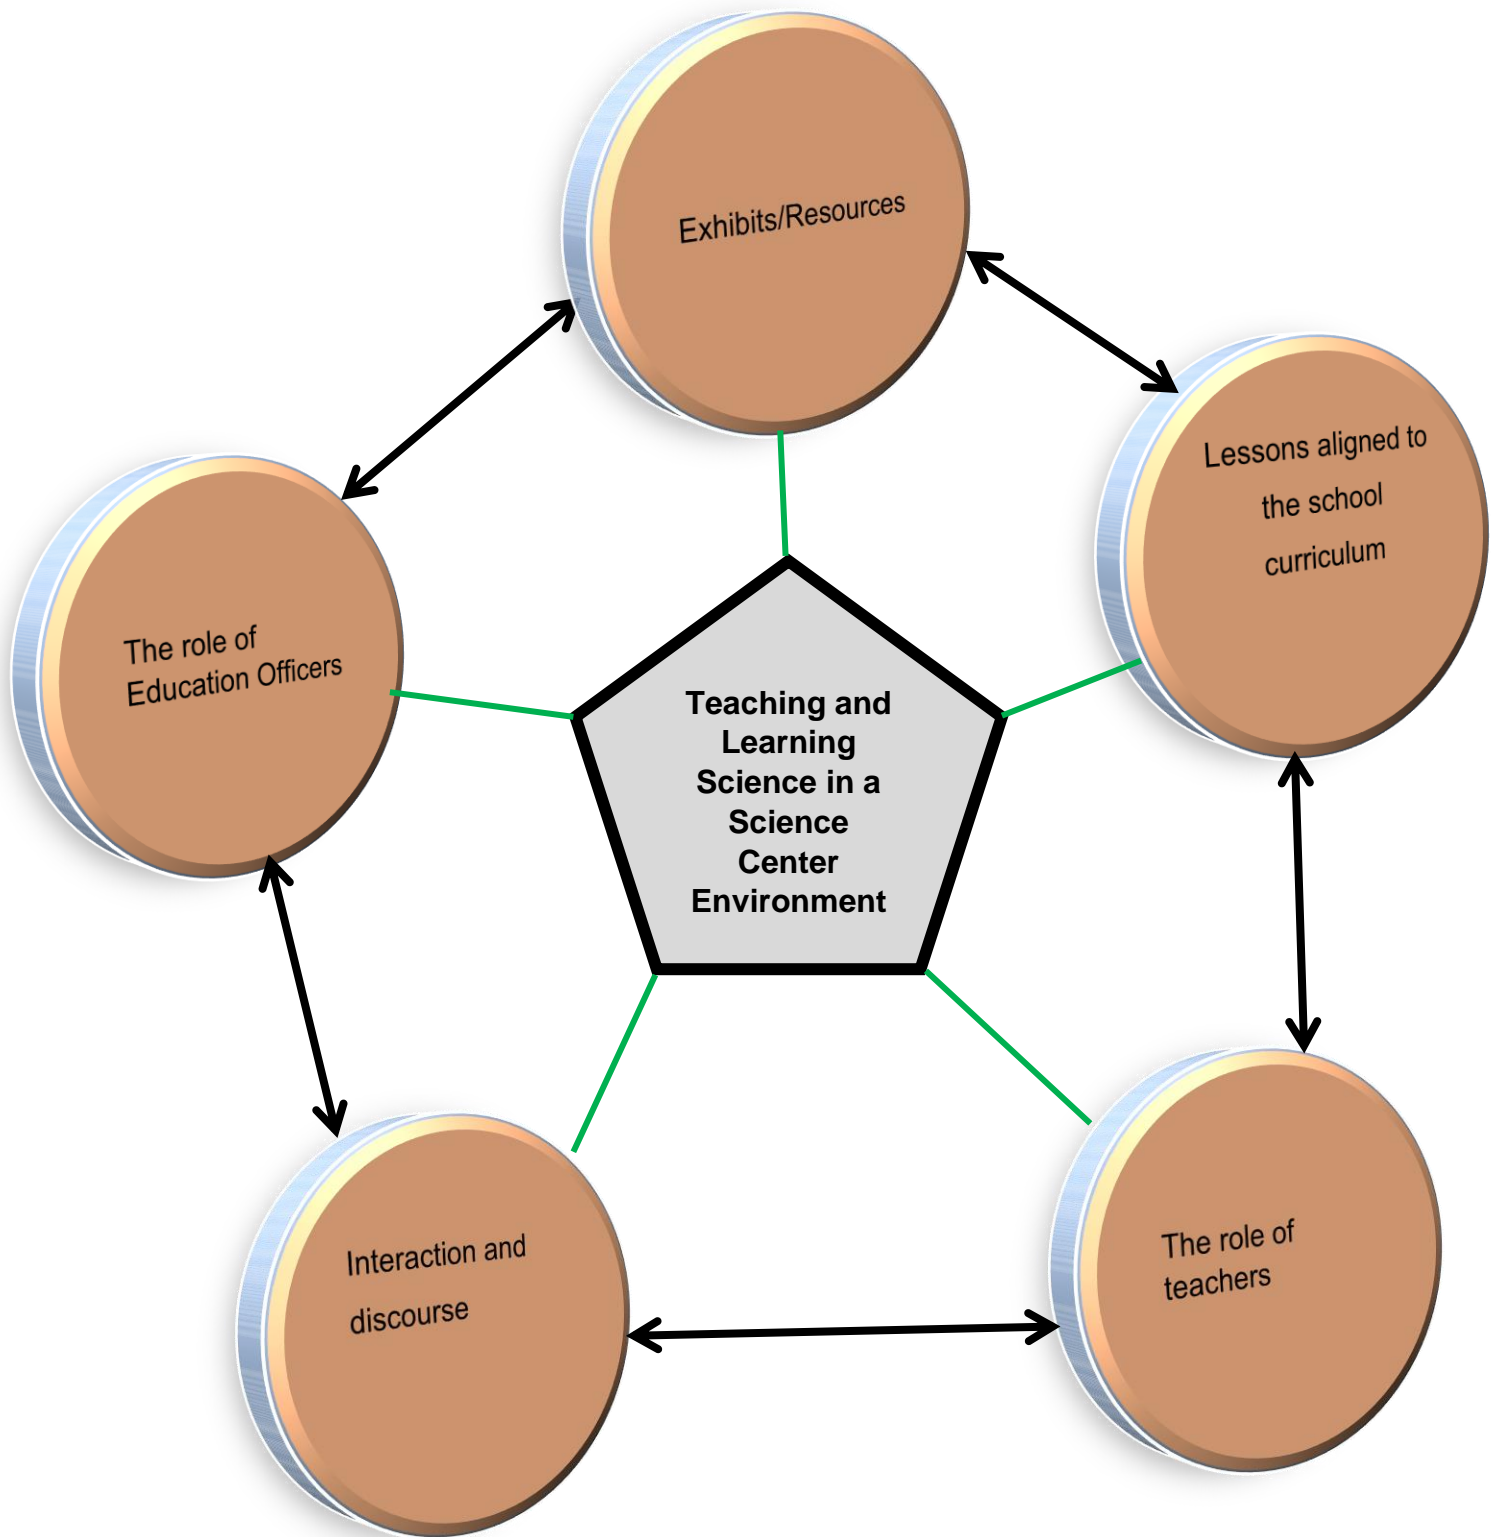 Exhibits/Resources
Lessons aligned to
the school
curriculum
The role of
Education Officers
Teaching and
Learning
Science in a
Science
Center
Environment
Interaction and
discourse
The role of
teachers